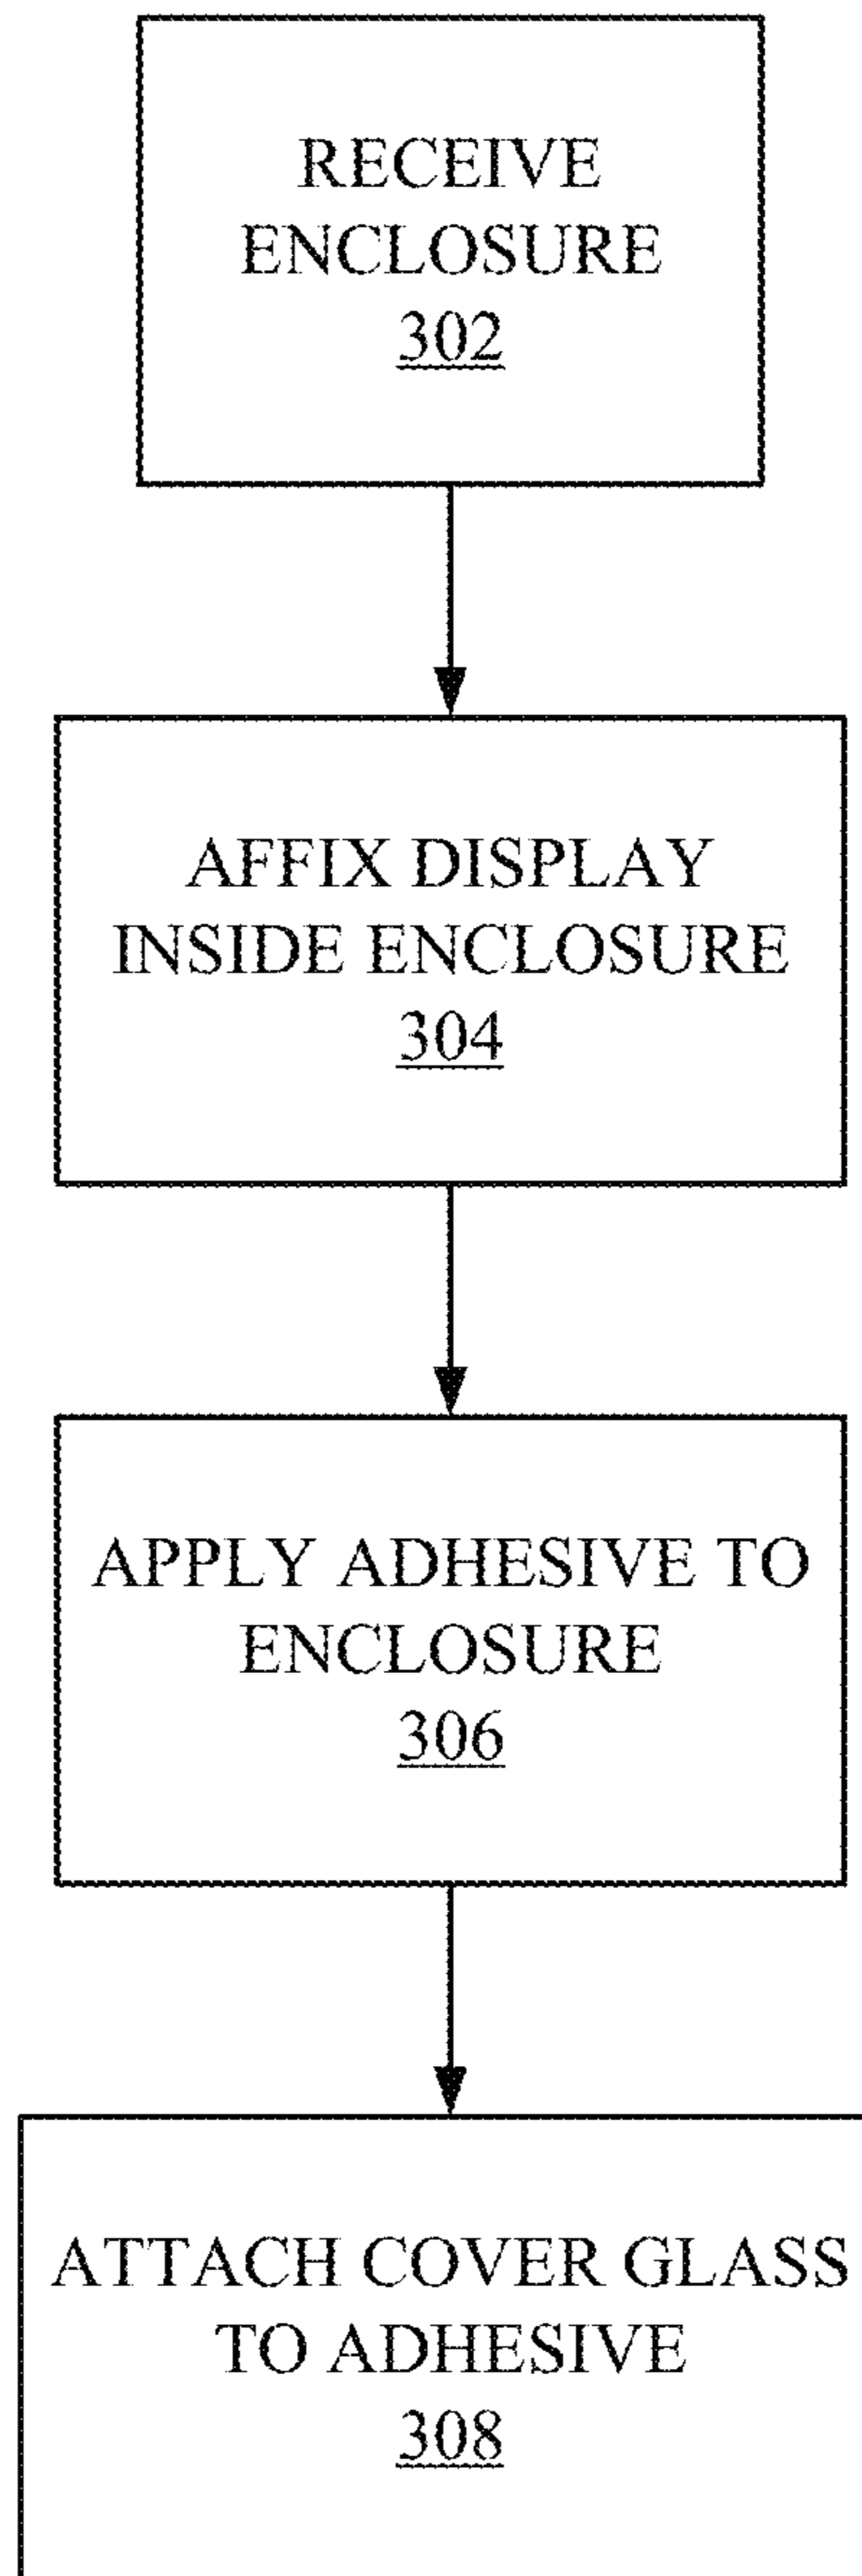 RECEIVE
ENCLOSURE
302
AFFIX DISPLAY
INSIDE ENCLOSURE
304
APPLY ADHESIVE TO
ENCLOSURE
306
ATTACH COVER GLASS
TO ADHESIVE
308